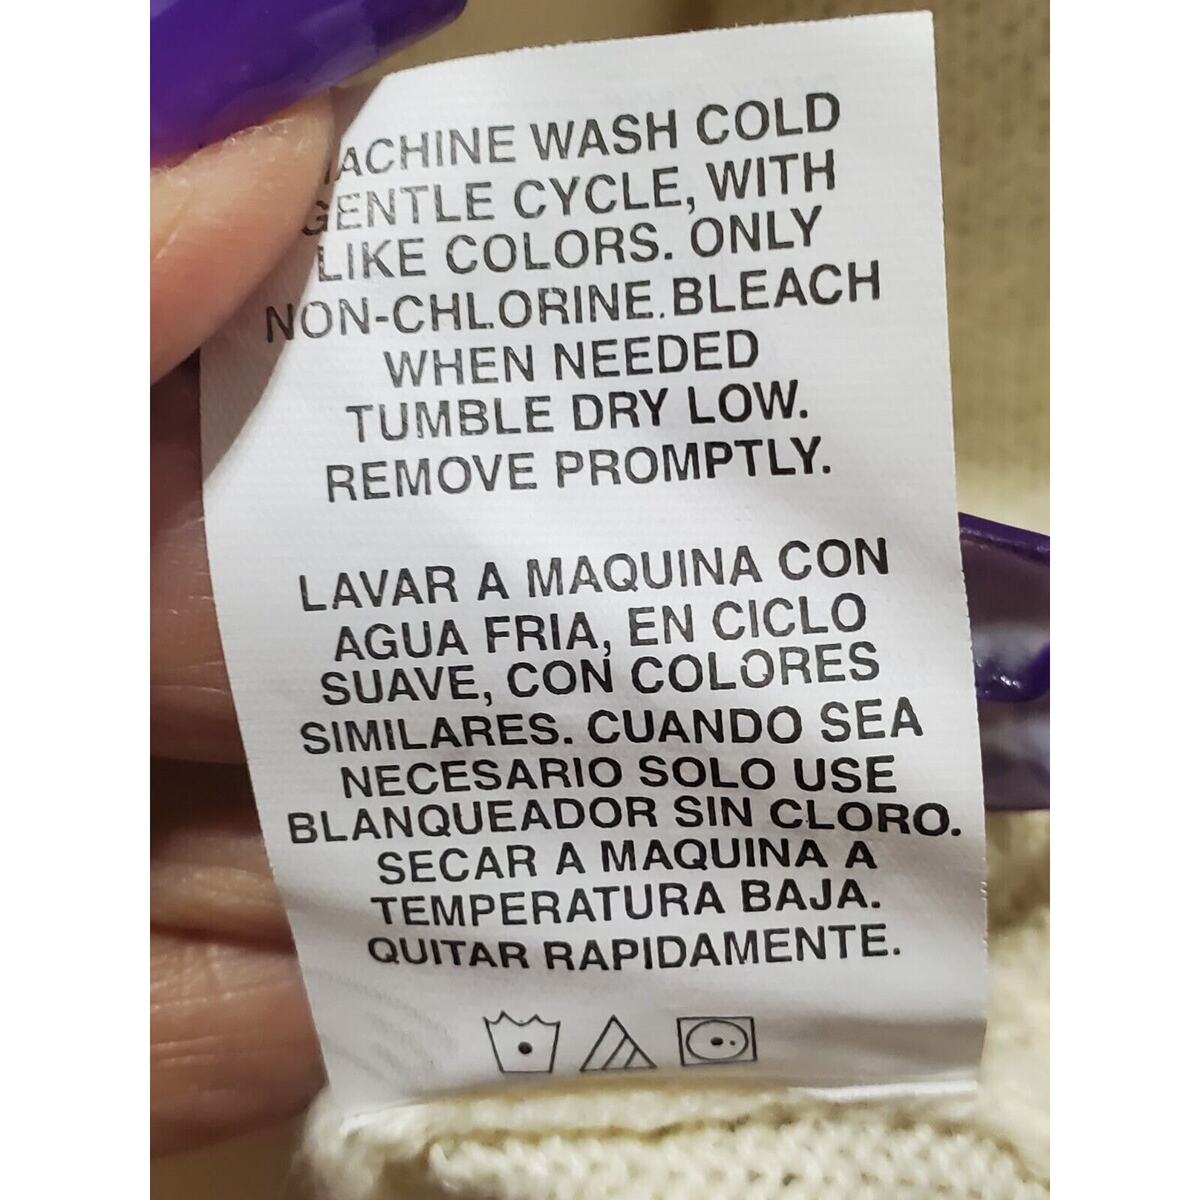 MACHINE WASH COLD
GENTLE CYCLE, WITH
LIKE COLORS. ONLY
NON-CHLORINE.BLEACH
WHEN NEEDED
TUMBLE DRY LOW.
REMOVE PROMPTLY.
LAVAR A MAQUINA CON
AGUA FRIA, EN CICLO
SUAVE, CON COLORES
SIMILARES. CUANDO SEA
NECESARIO SOLO USE
BLANQUEADOR SIN CLORO.
SECAR A MAQUINA A
TEMPERATURA BAJA.
QUITAR RAPIDAMENTE.